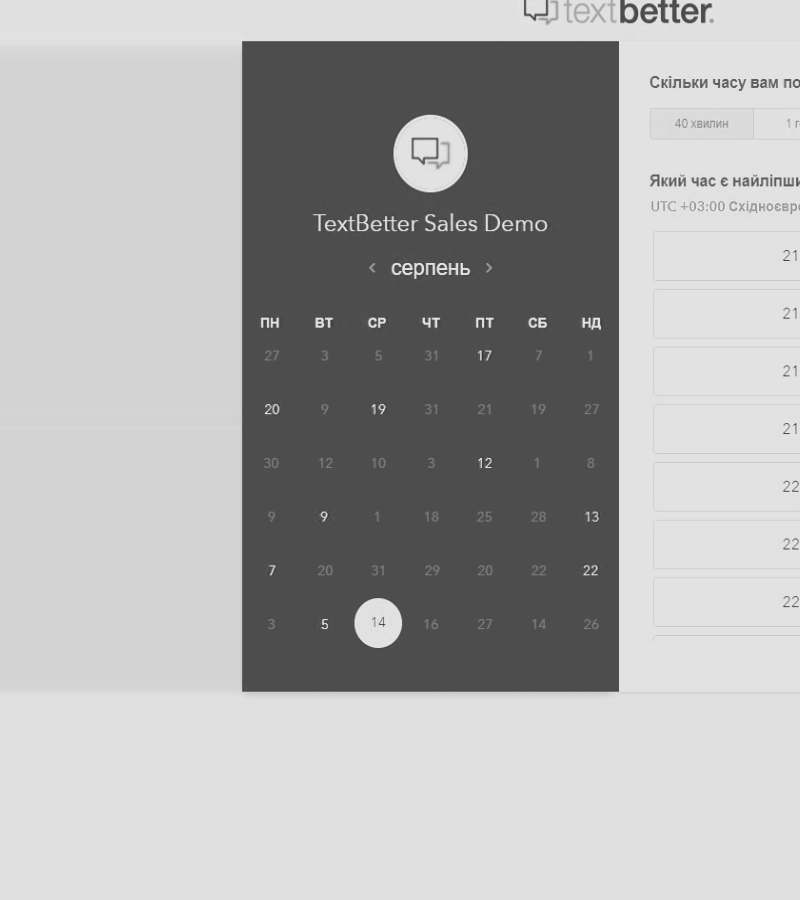 textbetter.
TextBetter Sales Demo
серпень
ПН ВТ СР ЧТ ПТ СБ НД
27 3 5 31 17 7 1
20 9 19 31 21 19 27
30 12 10 3 12 1 8
9 9 1 18 25 28 13
7 20 31 29 20 22 22
3 5 14 16 27 14 26
Скільки часу вам по
40 хвилин 1 г
Який час є найліпши
UTC +03:00 Східноєвро
21
21
21
21
22
22
22